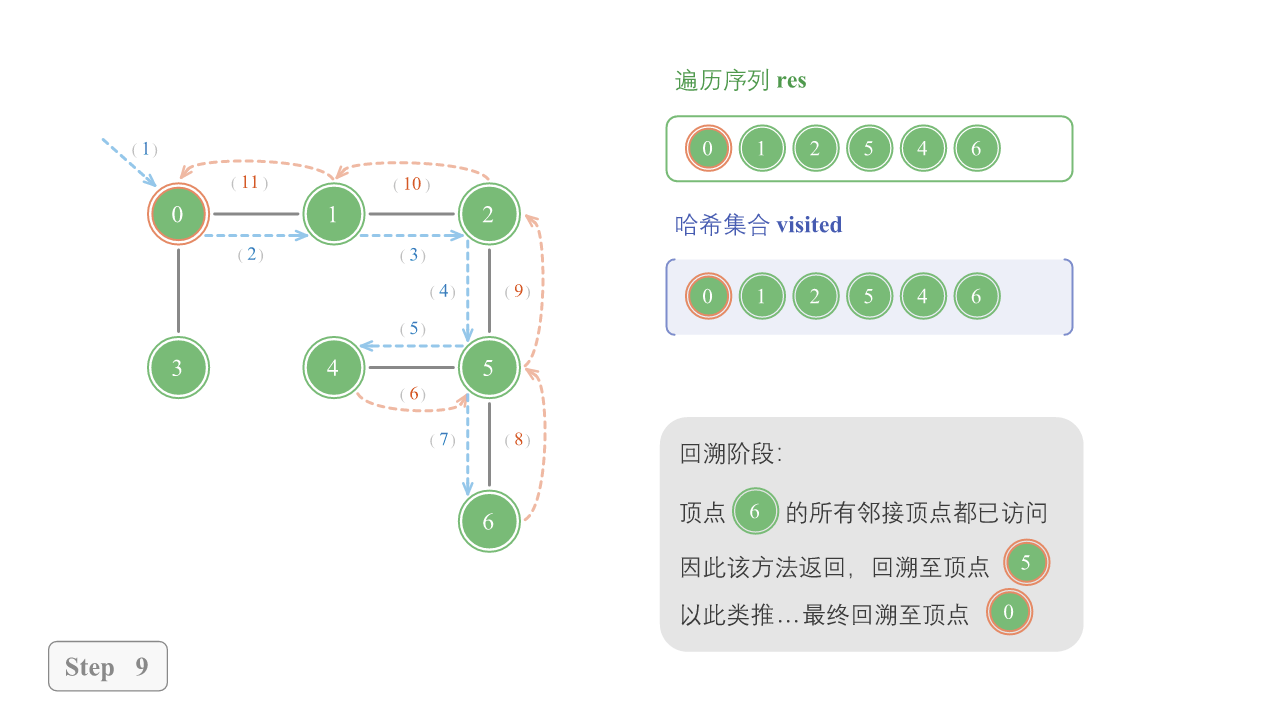 遍历序列 res
0 1 2 5 4 6
哈希集合 visited
0 1 2 5 4 6
( 1 )
( 11 )
( 10 )
0 1 2
( 2 )
( 3 )
( 4 )
( 9 )
( 5 )
3 4 5
( 6 )
( 7 )
( 8 )
6
回溯阶段:
顶点 6 的所有邻接顶点都已访问
因此该方法返回,回溯至顶点 5
以此类推…最终回溯至顶点 0
Step 9